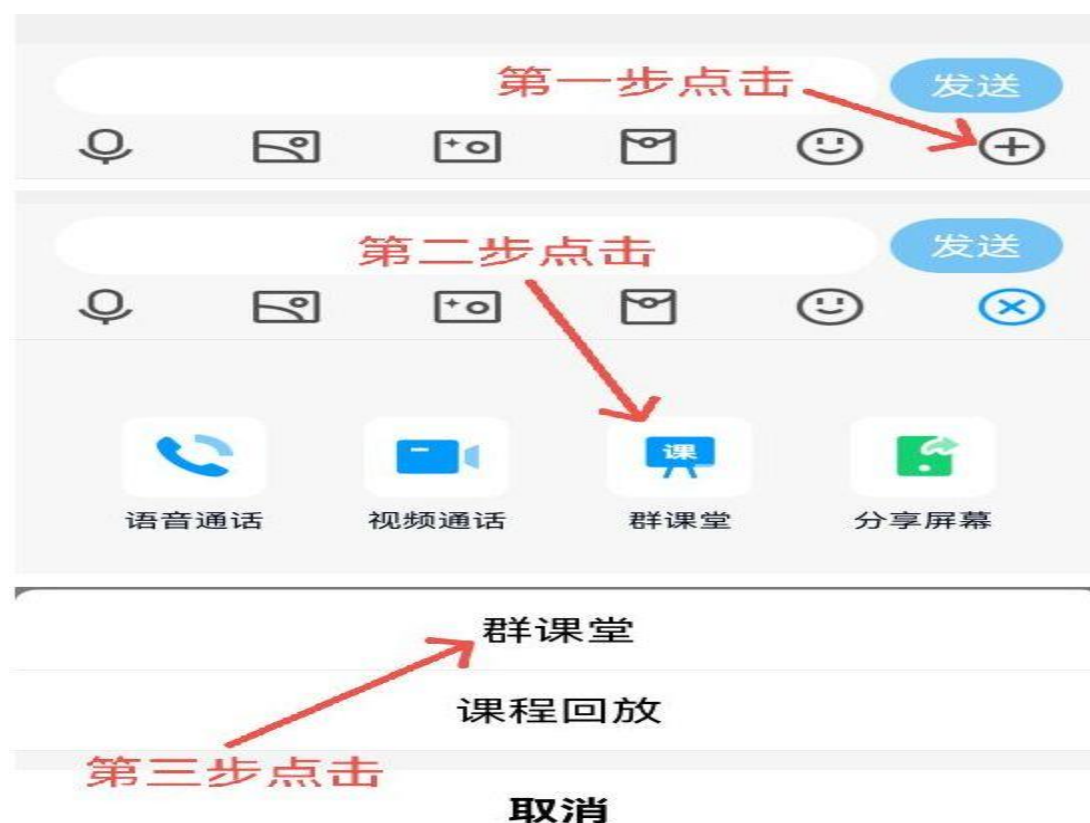 第一步点击
发送
第二步点击
发送
课
语音通话
视频通话
群课堂
分享屏幕
群课堂
课程回放
第三步点击
取消